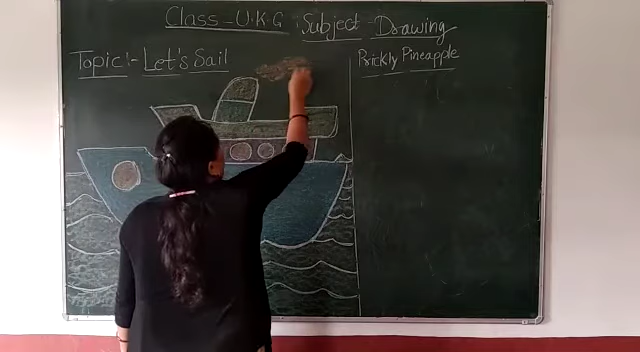 Class - U.K.G ; Subject - Drawing
Topic:- Let's Sail
Prickly Pineapple